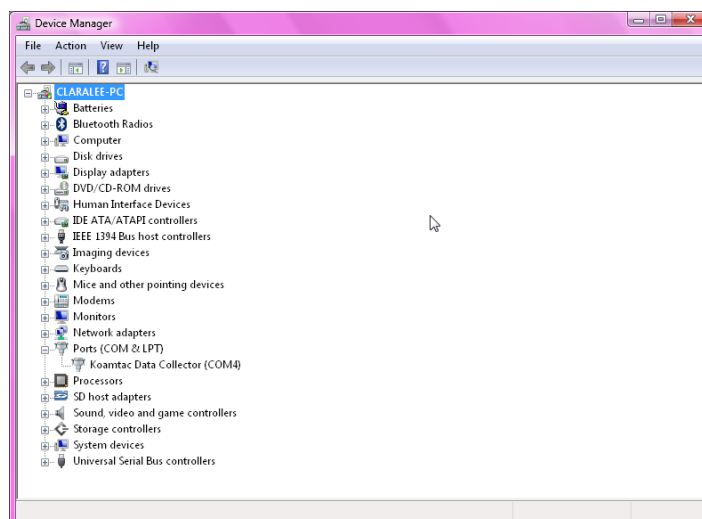 Device Manager
File Action View Help
CLARALEE-PC
Batteries
Bluetooth Radios
Computer
Disk drives
Display adapters
DVD/CD-ROM drives
Human Interface Devices
IDE ATA/ATAPI controllers
IEEE 1394 Bus host controllers
Imaging devices
Keyboards
Mice and other pointing devices
Modems
Monitors
Network adapters
Ports (COM & LPT)
Koamtac Data Collector (COM4)
Processors
SD host adapters
Sound, video and game controllers
Storage controllers
System devices
Universal Serial Bus controllers